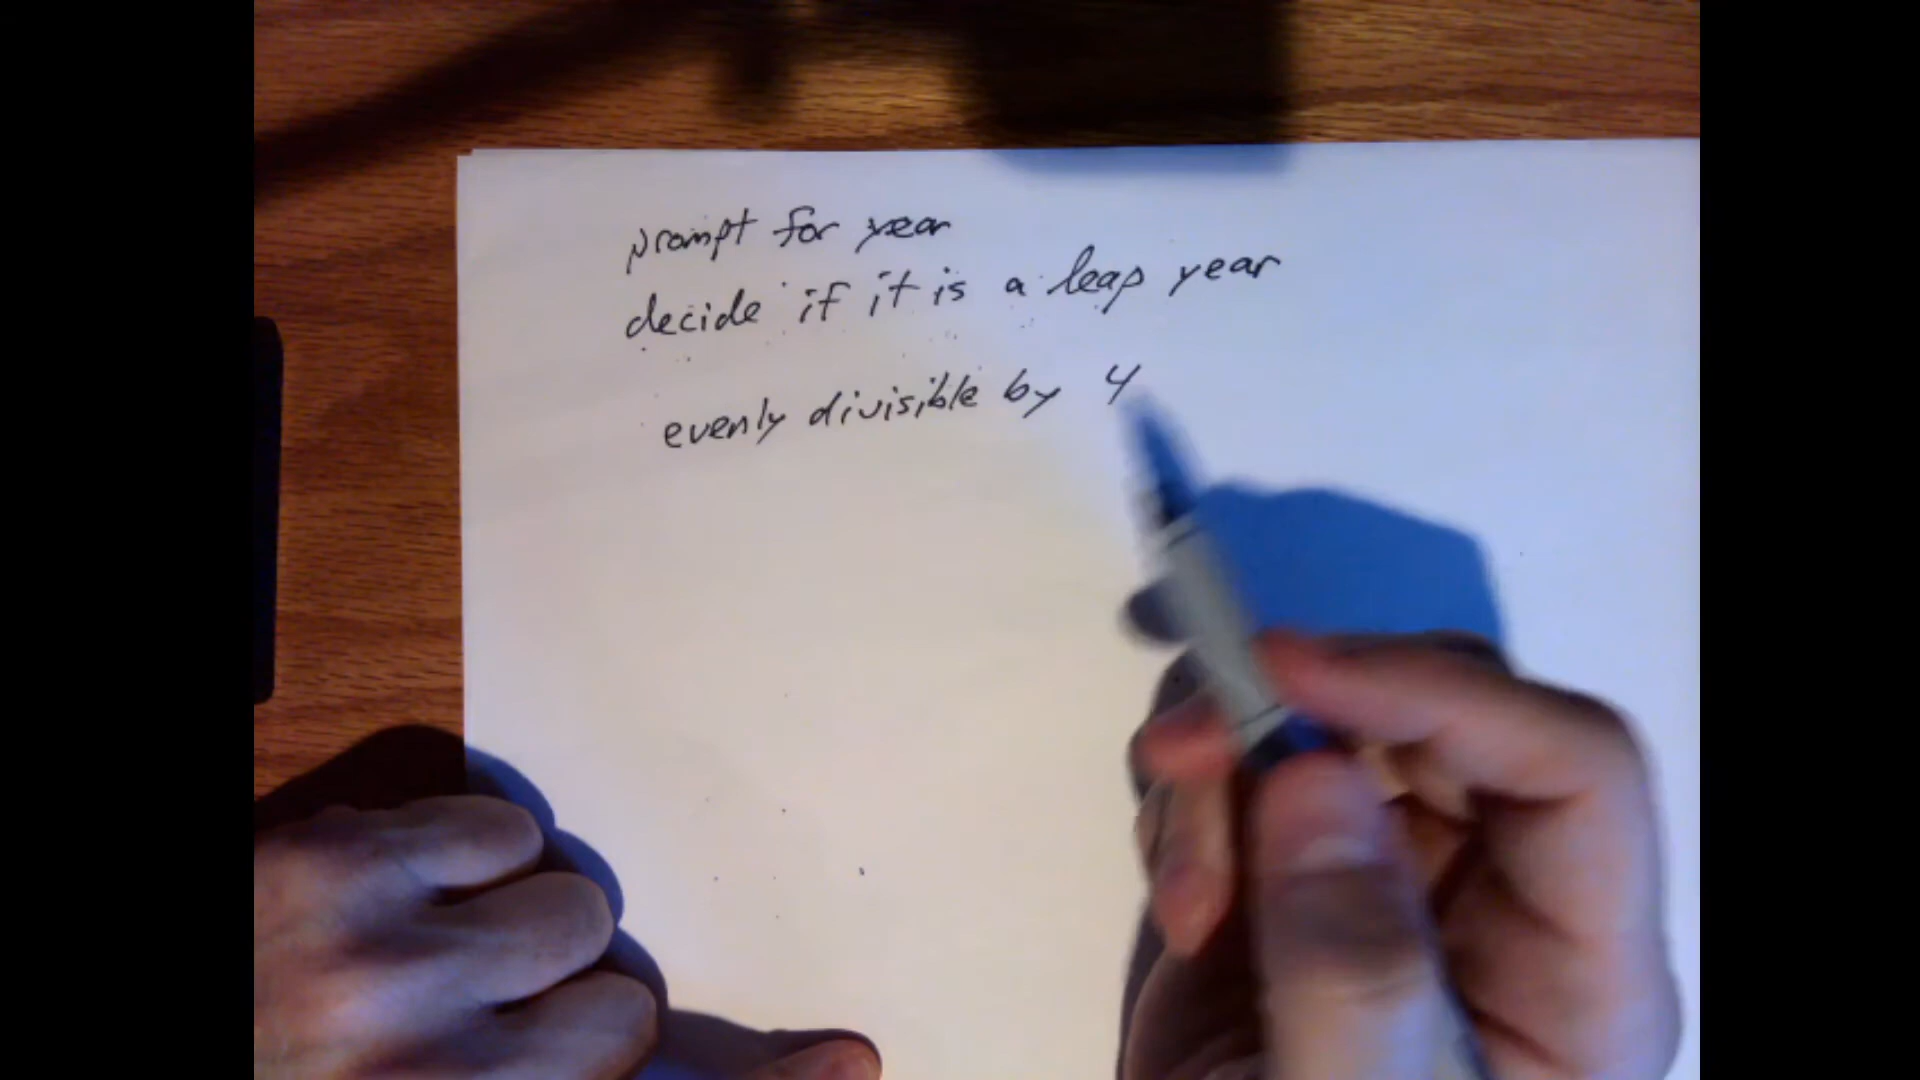 prompt for year
decide if it is a leap year
evenly divisible by 4